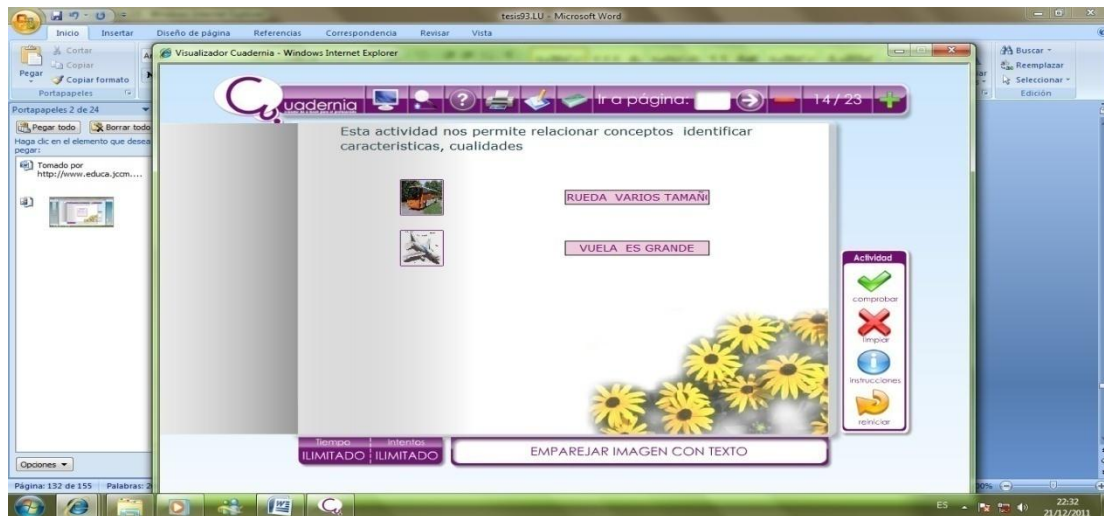 tesis93.LU - Microsoft Word
Inicio Insertar Diseño de página Referencias Correspondencia Revisar Vista
Cortar
Copiar
Copiar formato
Pegar
Portapapeles
Buscar
Reemplazar
Seleccionar
Edición
Portapapeles 2 de 24
Pegar todo Borrar todo
Haga clic en el elemento que desea
pegar:
Tomado por
http://www.educa.jccm....
Opciones
Página: 132 de 155 Palabras: 2
Visualizador Cuadernia - Windows Internet Explorer
Cuadernia
Ir a página: 14 / 23
Esta actividad nos permite relacionar conceptos identificar
caracteristicas, cualidades
RUEDA VARIOS TAMAÑ
VUELA ES GRANDE
Actividad
comprobar
limpiar
instrucciones
reiniciar
Tiempo Intentos
ILIMITADO ILIMITADO
EMPAREJAR IMAGEN CON TEXTO
ES
22:32
21/12/2011